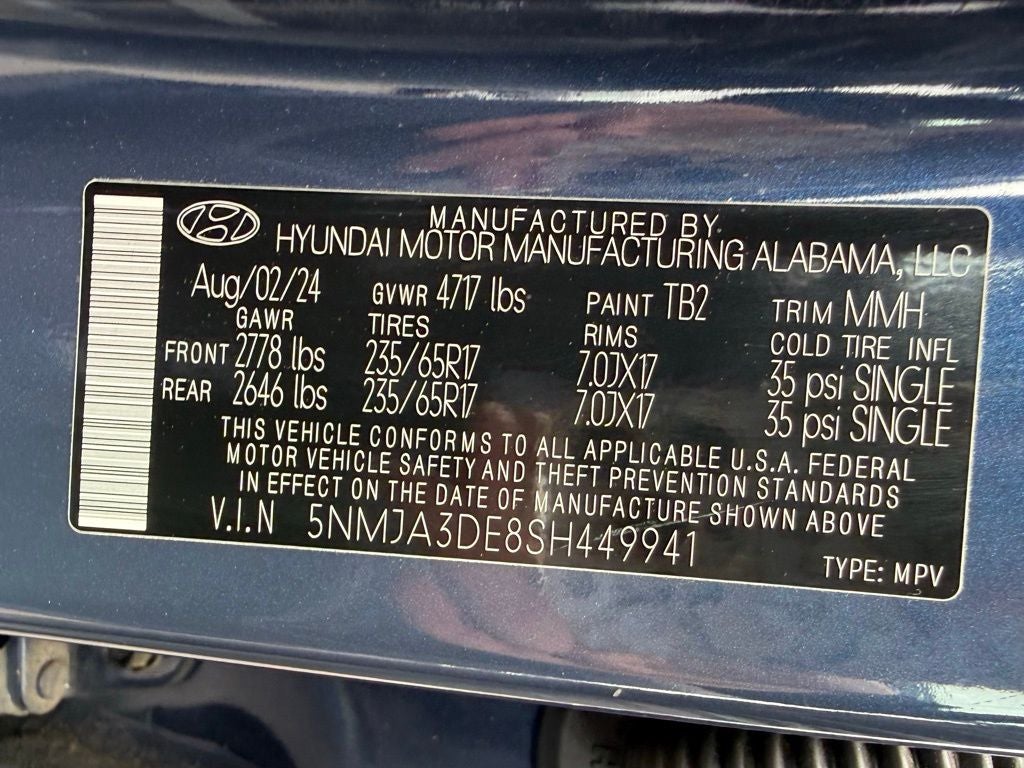 MANUFACTURED BY
HYUNDAI MOTOR MANUFACTURING ALABAMA, LLC
Aug/02/24 GVWR 4717 lbs PAINT TB2 TRIM MMH
GAWR TIRES RIMS COLD TIRE INFL
FRONT 2778 lbs 235/65R17 7.0JX17 35 psi SINGLE
REAR 2646 lbs 235/65R17 7.0JX17 35 psi SINGLE
THIS VEHICLE CONFORMS TO ALL APPLICABLE U.S.A. FEDERAL
MOTOR VEHICLE SAFETY AND THEFT PREVENTION STANDARDS
IN EFFECT ON THE DATE OF MANUFACTURE SHOWN ABOVE
V.I.N 5NMJA3DE8SH449941
TYPE: MPV